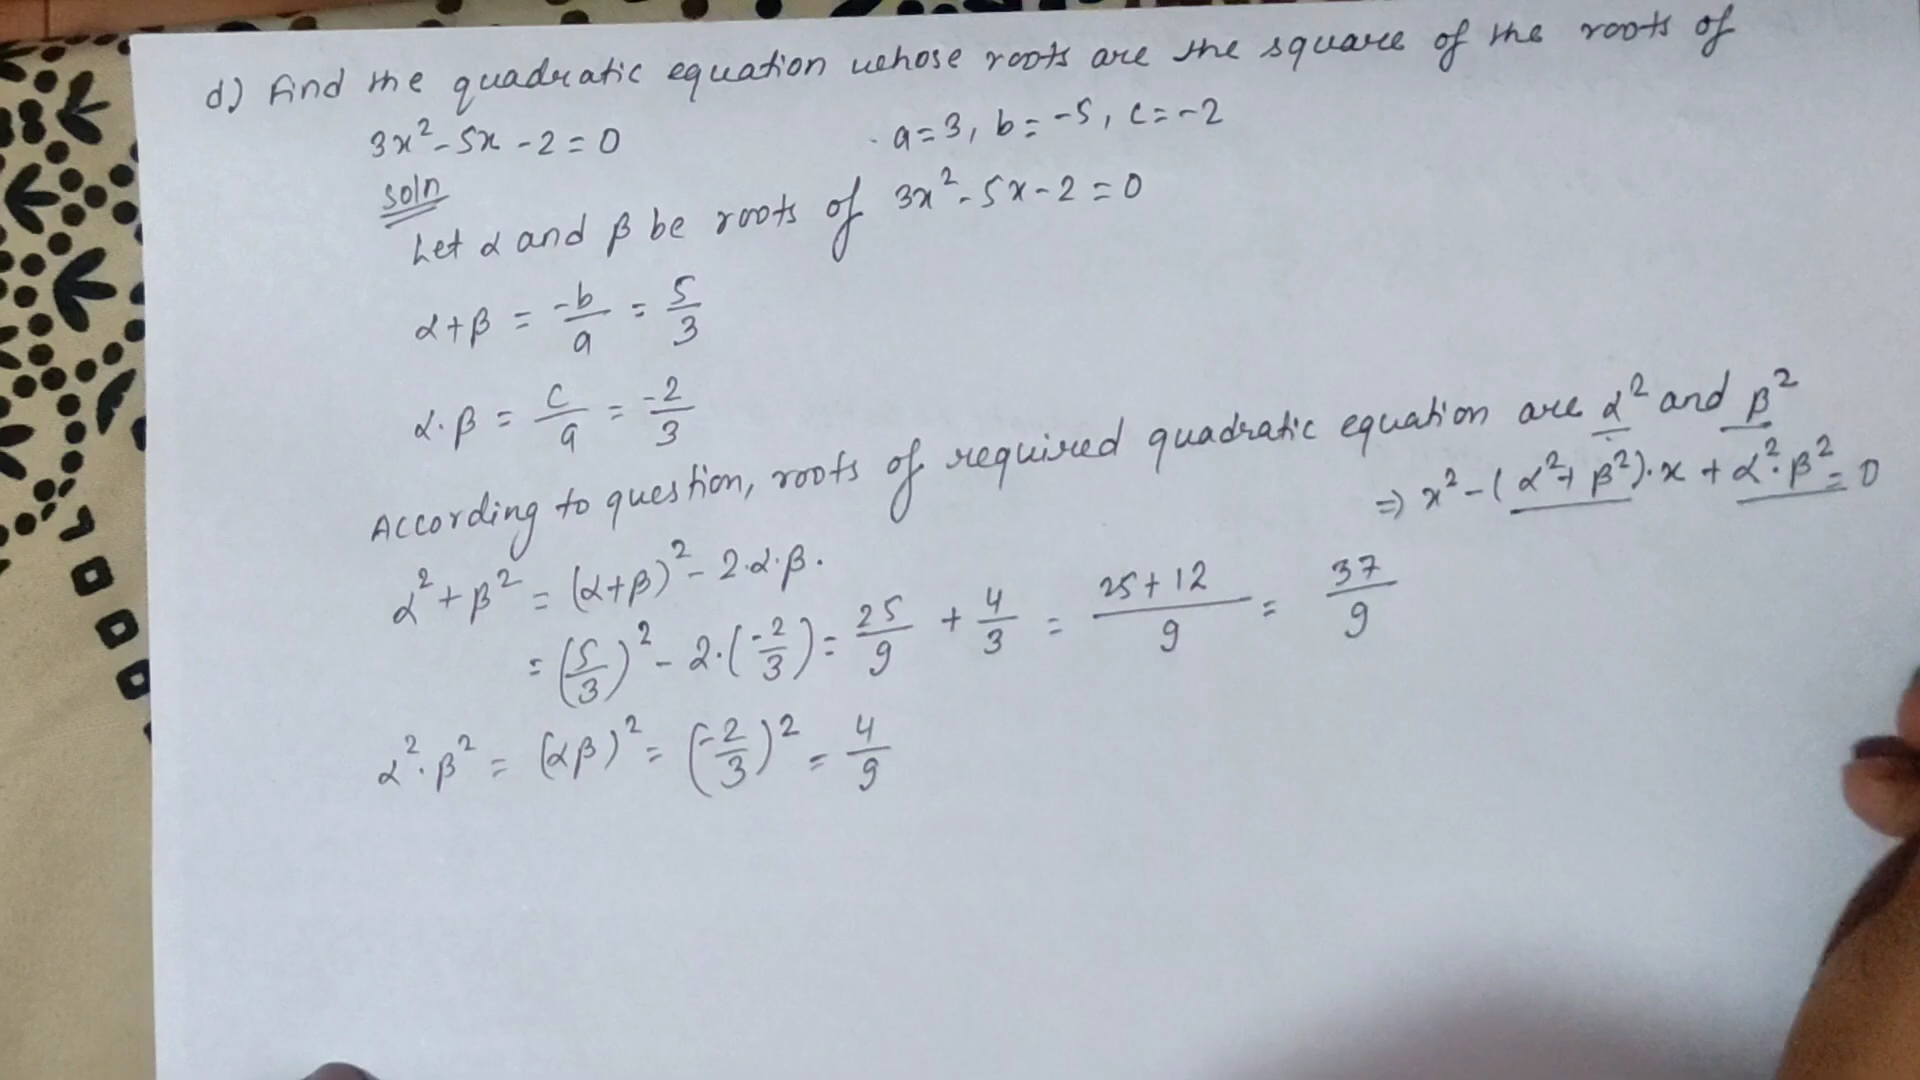 d) Find the quadratic equation whose roots are the square of the roots of
3x² - 5x - 2 = 0    a = 3, b = -5, c = -2
soln
Let α and β be roots of 3x² - 5x - 2 = 0
α + β = -b/a = 5/3
α . β = c/a = -2/3
According to question, roots of required quadratic equation are α² and β²
⇒ x² - (α² + β²) . x + α² . β² = 0
α² + β² = (α + β)² - 2 . α . β .
= (5/3)² - 2 . (-2/3) = 25/9 + 4/3 = 25 + 12/9 = 37/9
α² . β² = (αβ)² = (-2/3)² = 4/9